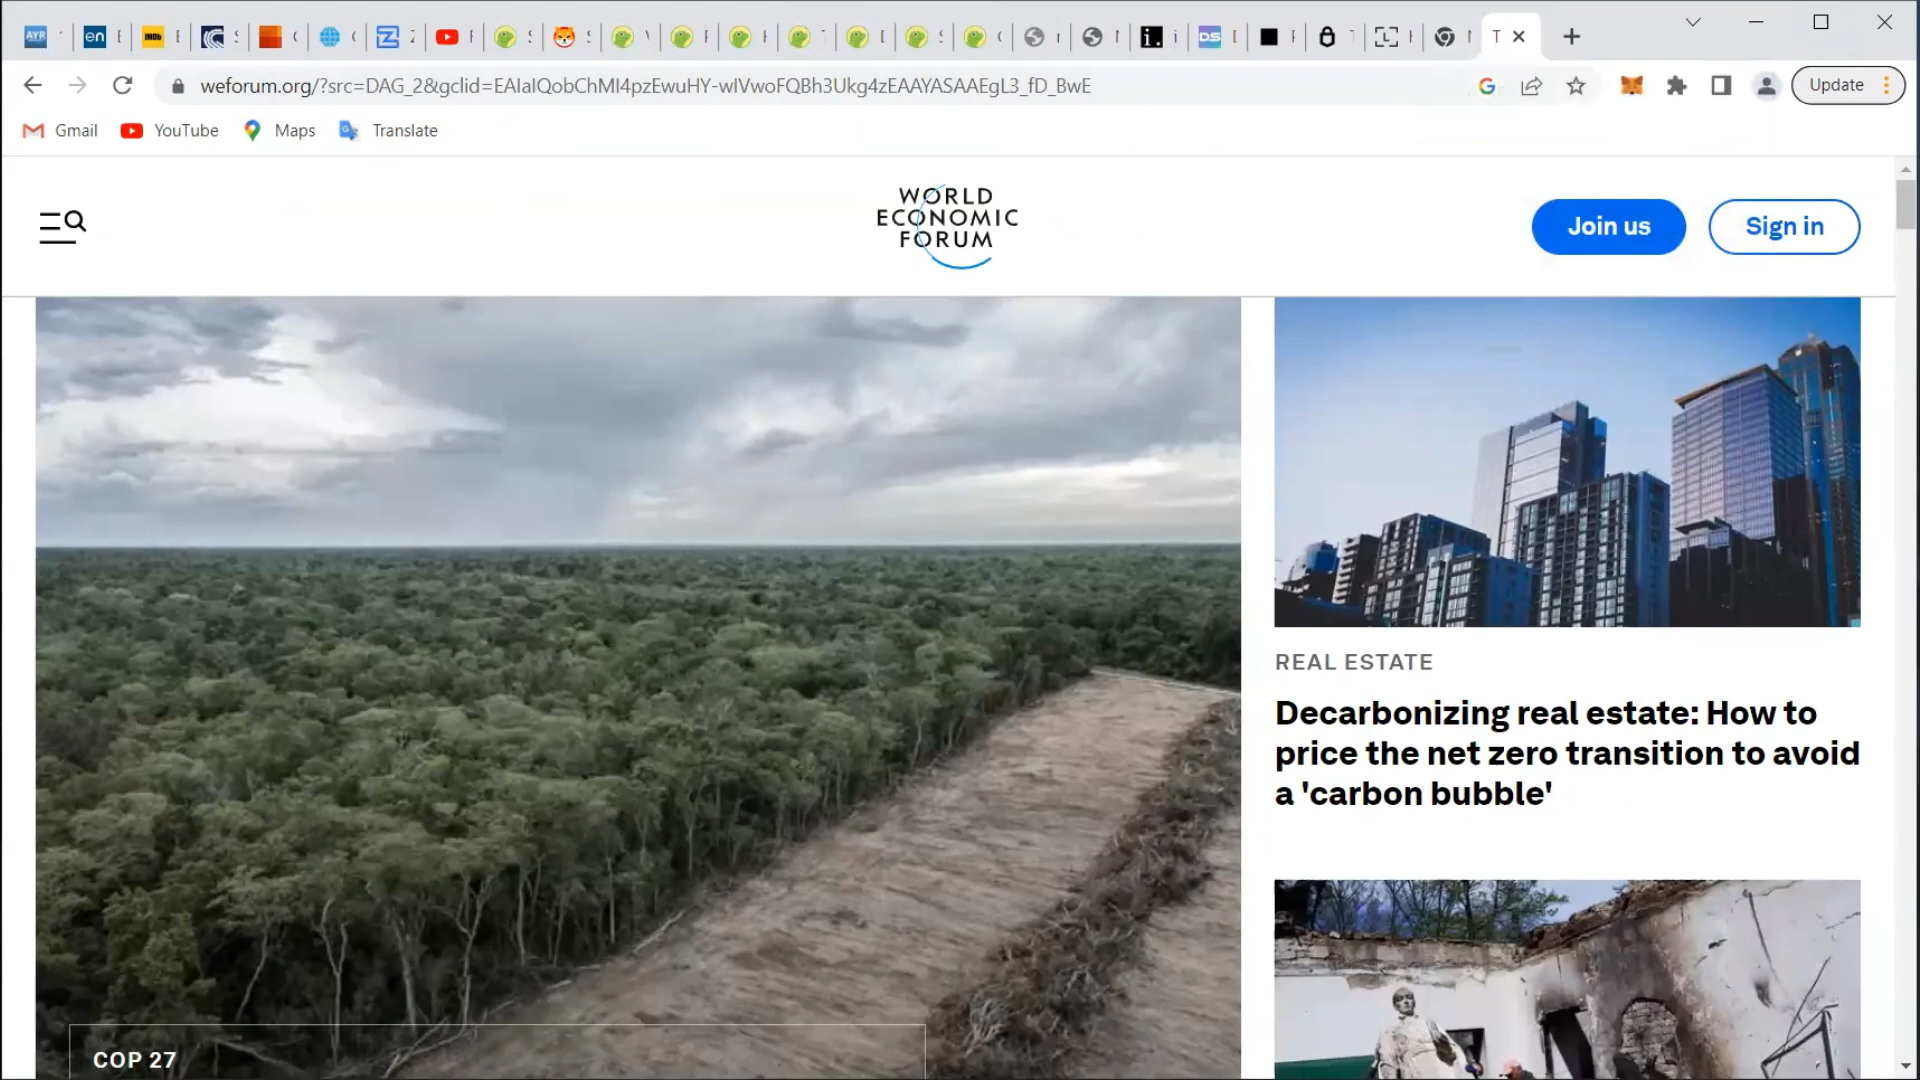 weforum.org/?src=DAG_2&gclid=EAIaIQobChMI4pzEwuHY-wIVwoFQBh3Ukg4zEAAYASAAEgL3_fD_BwE
Update
Gmail
YouTube
Maps
Translate
WORLD
ECONOMIC
FORUM
Join us
Sign in
REAL ESTATE
Decarbonizing real estate: How to
price the net zero transition to avoid
a 'carbon bubble'
COP 27